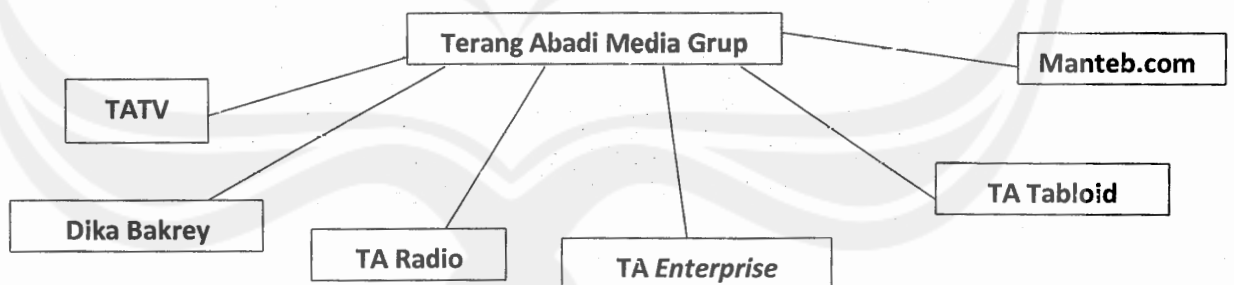 Terang Abadi Media Grup
Manteb.com
TATV
TA Tabloid
Dika Bakrey
TA Radio
TA Enterprise